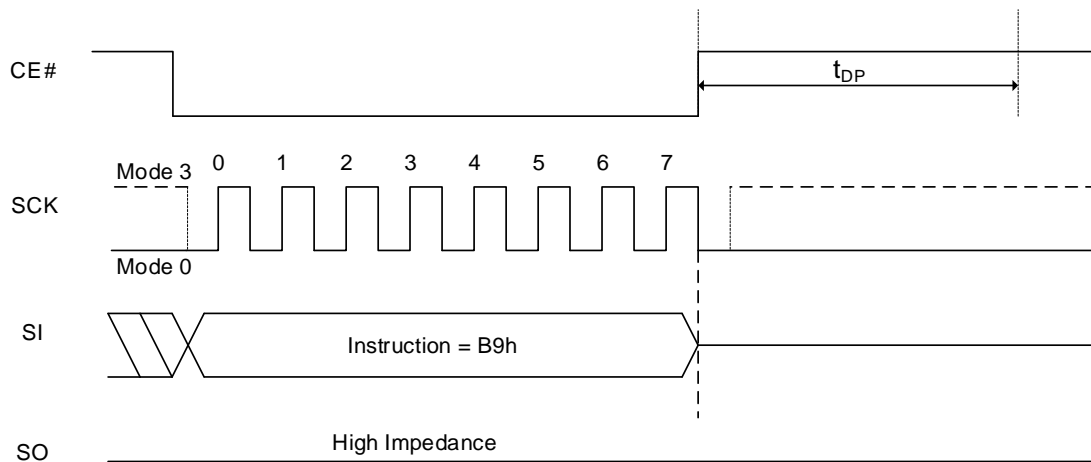 CE#
tDP
Mode 3 0 1 2 3 4 5 6 7
SCK
Mode 0
SI
Instruction = B9h
High Impedance
SO